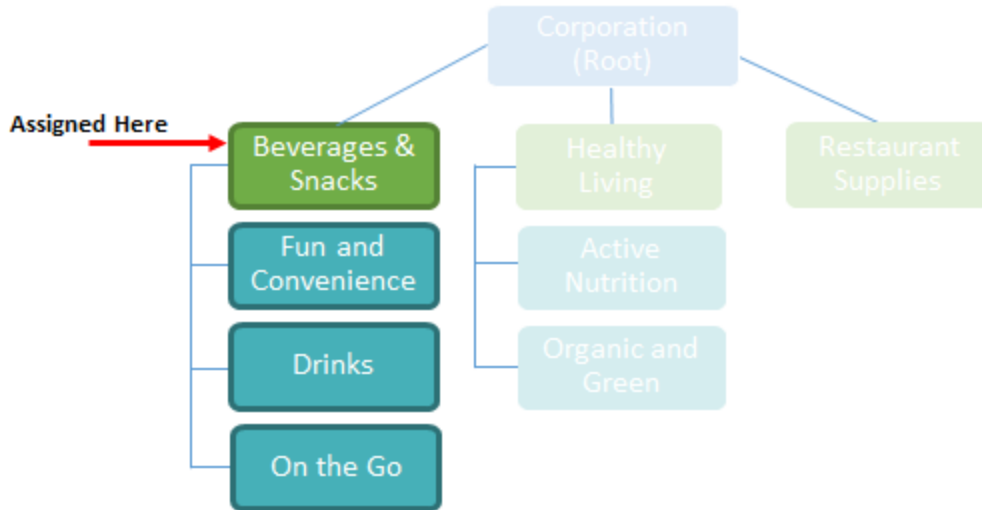 Corporation
(Root)
Assigned Here
Beverages &
Snacks
Healthy
Living
Restaurant
Supplies
Fun and
Convenience
Active
Nutrition
Drinks
Organic and
Green
On the Go